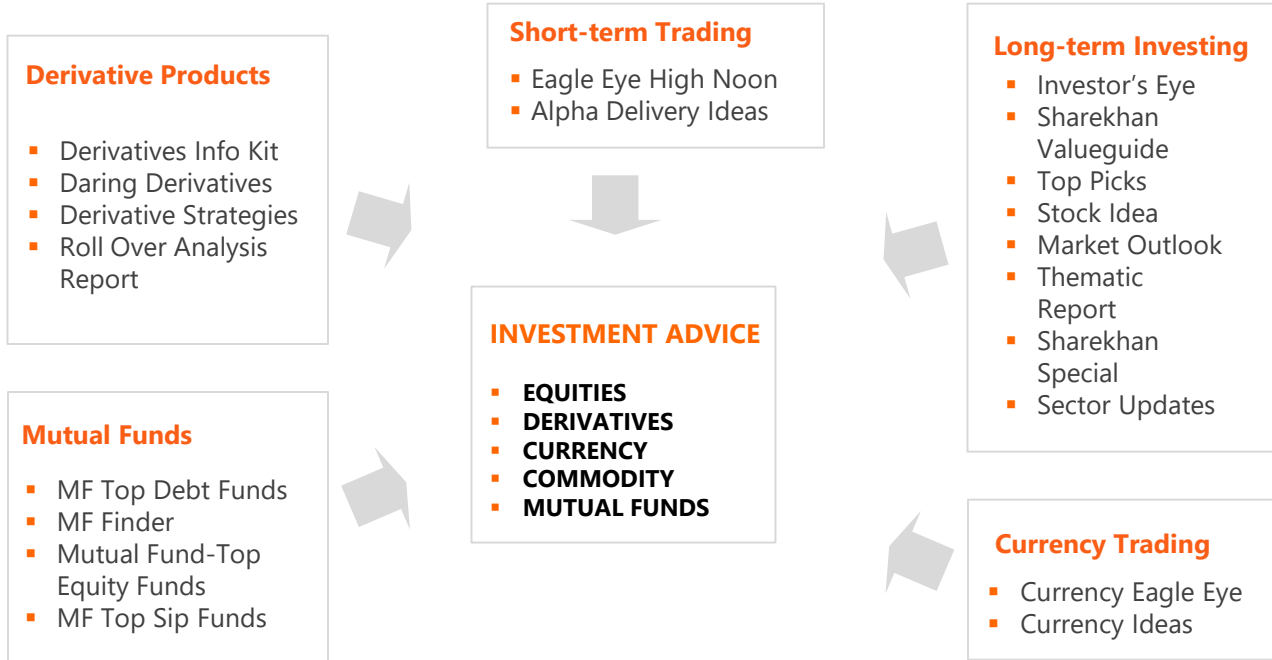 Derivative Products
▪ Derivatives Info Kit
▪ Daring Derivatives
▪ Derivative Strategies
▪ Roll Over Analysis
Report
Short-term Trading
▪ Eagle Eye High Noon
▪ Alpha Delivery Ideas
Long-term Investing
▪ Investor’s Eye
▪ Sharekhan
Valueguide
▪ Top Picks
▪ Stock Idea
▪ Market Outlook
▪ Thematic
Report
▪ Sharekhan
Special
▪ Sector Updates
INVESTMENT ADVICE
▪ EQUITIES
▪ DERIVATIVES
▪ CURRENCY
▪ COMMODITY
▪ MUTUAL FUNDS
Mutual Funds
▪ MF Top Debt Funds
▪ MF Finder
▪ Mutual Fund-Top
Equity Funds
▪ MF Top Sip Funds
Currency Trading
▪ Currency Eagle Eye
▪ Currency Ideas